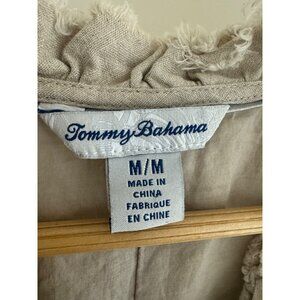 Tommy Bahama
M/M
MADE IN
CHINA
FABRIQUE
EN CHINE